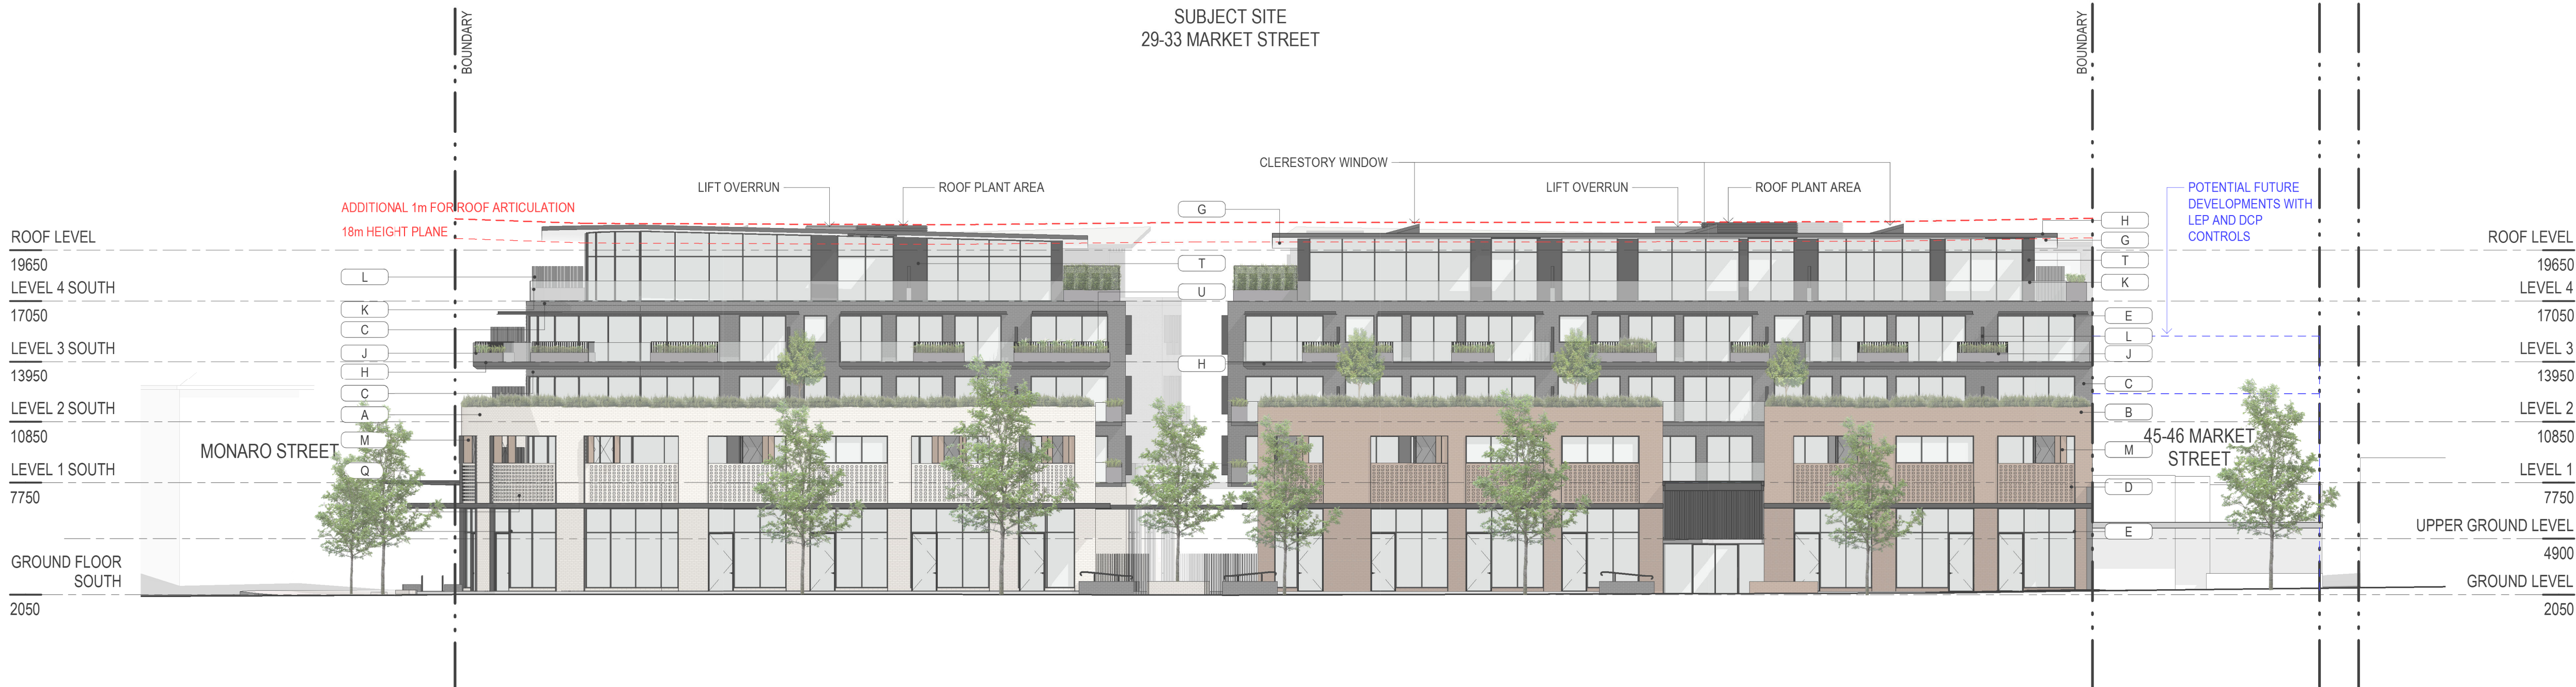 SUBJECT SITE
29-33 MARKET STREET
BOUNDARY
BOUNDARY
CLERESTORY WINDOW
LIFT OVERRUN
ROOF PLANT AREA
LIFT OVERRUN
ROOF PLANT AREA
POTENTIAL FUTURE
DEVELOPMENTS WITH
LEP AND DCP
CONTROLS
ADDITIONAL 1m FOR ROOF ARTICULATION
18m HEIGHT PLANE
ROOF LEVEL
19650
LEVEL 4 SOUTH
17050
LEVEL 3 SOUTH
13950
LEVEL 2 SOUTH
10850
LEVEL 1 SOUTH
7750
GROUND FLOOR
SOUTH
2050
MONARO STREET
L
K
C
J
H
C
A
M
Q
G
T
U
H
H
G
T
K
E
L
J
C
B
M
D
E
45-46 MARKET
STREET
ROOF LEVEL
19650
LEVEL 4
17050
LEVEL 3
13950
LEVEL 2
10850
LEVEL 1
7750
UPPER GROUND LEVEL
4900
GROUND LEVEL
2050